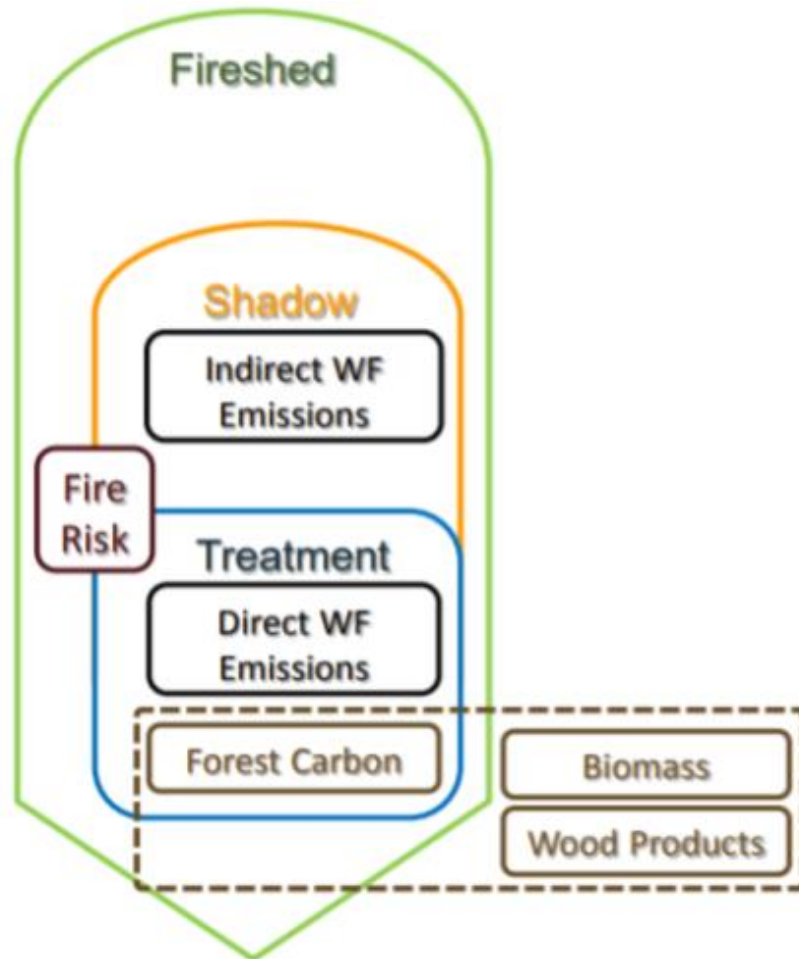 Fireshed
Shadow
Indirect WF
Emissions
Fire
Risk
Treatment
Direct WF
Emissions
Forest Carbon
Biomass
Wood Products